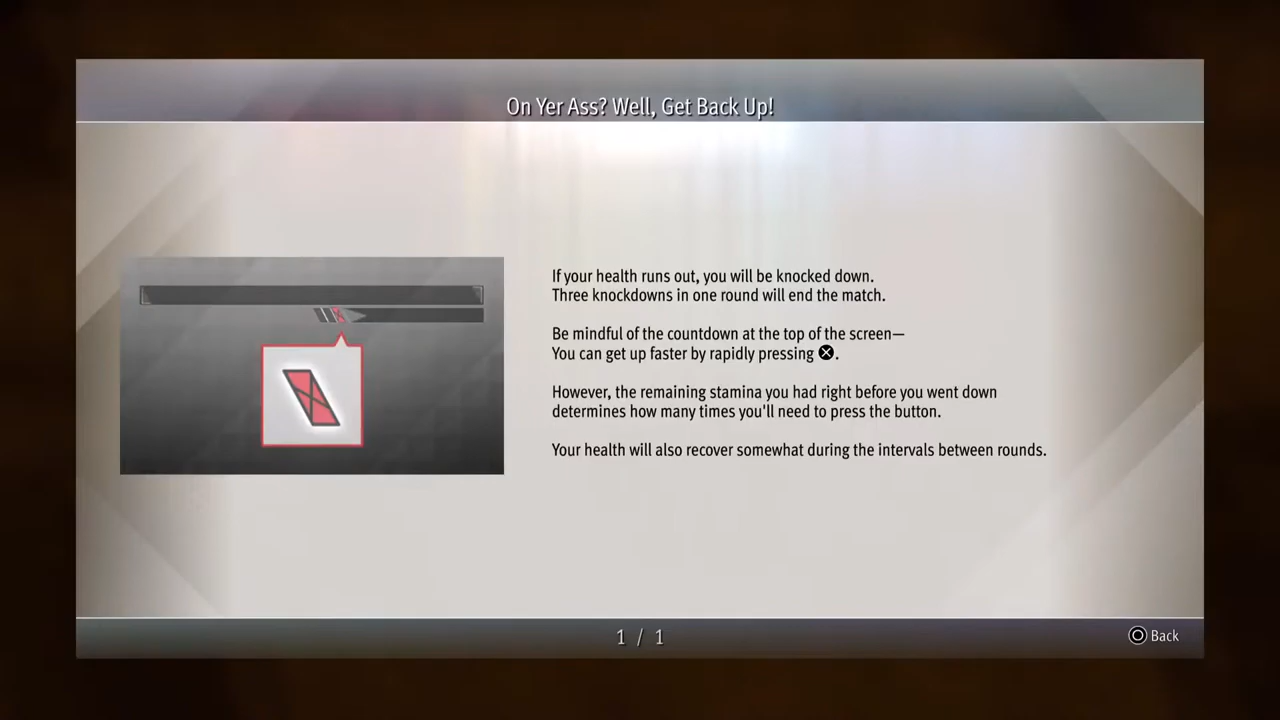 On Yer Ass? Well, Get Back Up!
If your health runs out, you will be knocked down.
Three knockdowns in one round will end the match.
Be mindful of the countdown at the top of the screen—
You can get up faster by rapidly pressing ⓧ.
However, the remaining stamina you had right before you went down
determines how many times you'll need to press the button.
Your health will also recover somewhat during the intervals between rounds.
1 / 1
Back